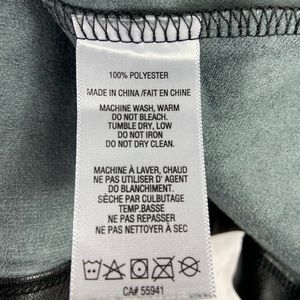 100% POLYESTER
MADE IN CHINA /FAIT EN CHINE
MACHINE WASH, WARM
DO NOT BLEACH.
TUMBLE DRY, LOW
DO NOT IRON
DO NOT DRY CLEAN.
MACHINE À LAVER, CHAUD
NE PAS UTILISER D' AGENT
DO BLANCHIMENT.
SÈCHE PAR CULBUTAGE
TEMP.BASSE
NE PAS REPASSER
NE PAS NETTOYER À SEC
CA# 55941